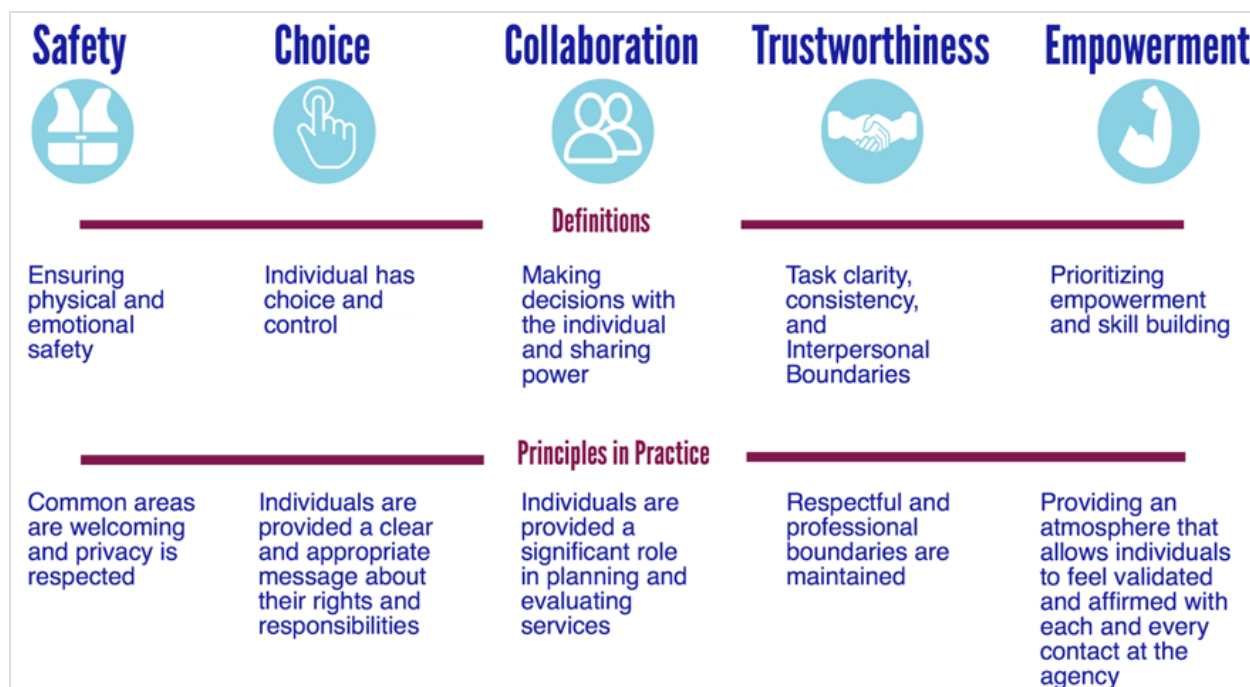 Safety
Choice
Collaboration
Trustworthiness
Empowerment
Definitions
Ensuring
physical and
emotional
safety
Individual has
choice and
control
Making
decisions with
the individual
and sharing
power
Task clarity,
consistency,
and
Interpersonal
Boundaries
Prioritizing
empowerment
and skill building
Principles in Practice
Common areas
are welcoming
and privacy is
respected
Individuals are
provided a clear
and appropriate
message about
their rights and
responsibilities
Individuals are
provided a
significant role
in planning and
evaluating
services
Respectful and
professional
boundaries are
maintained
Providing an
atmosphere that
allows individuals
to feel validated
and affirmed with
each and every
contact at the
agency